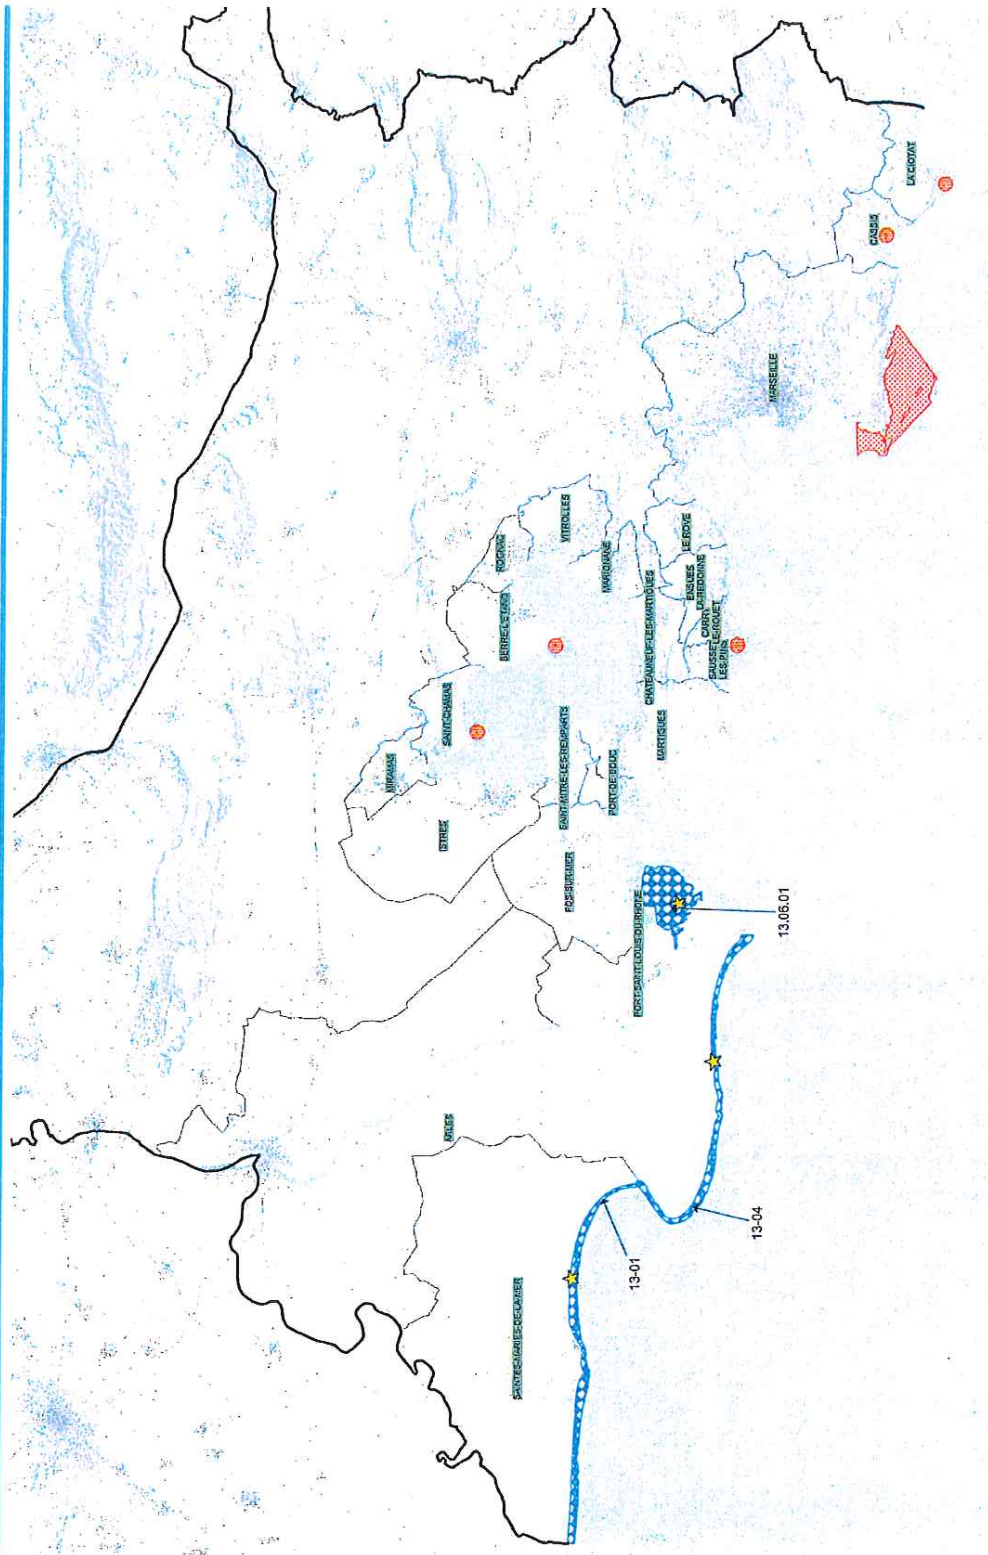 ARLES
SAINTES-MARIES-DE-LA-MER
13-01
13-04
PORT-SAINT-LOUIS-DU-RHONE
13.06.01
FOS-SUR-MER
ISTRES
MIRAMAS
SAINT-CHAMAS
SAINT-MITRE-LES-REMPARTS
PORT-DE-BOUC
MARTIGUES
BERRE-L'ETANG
ROGNAC
VITROLLES
MARIGNANE
CHATEAUNEUF-LES-MARTIGUES
LE ROVE
ENSUES
LA-REDONNE
CARRY
LE-ROUET
SAUSSET
LES-PINS
MARSEILLE
CASSIS
LA CIOTAT